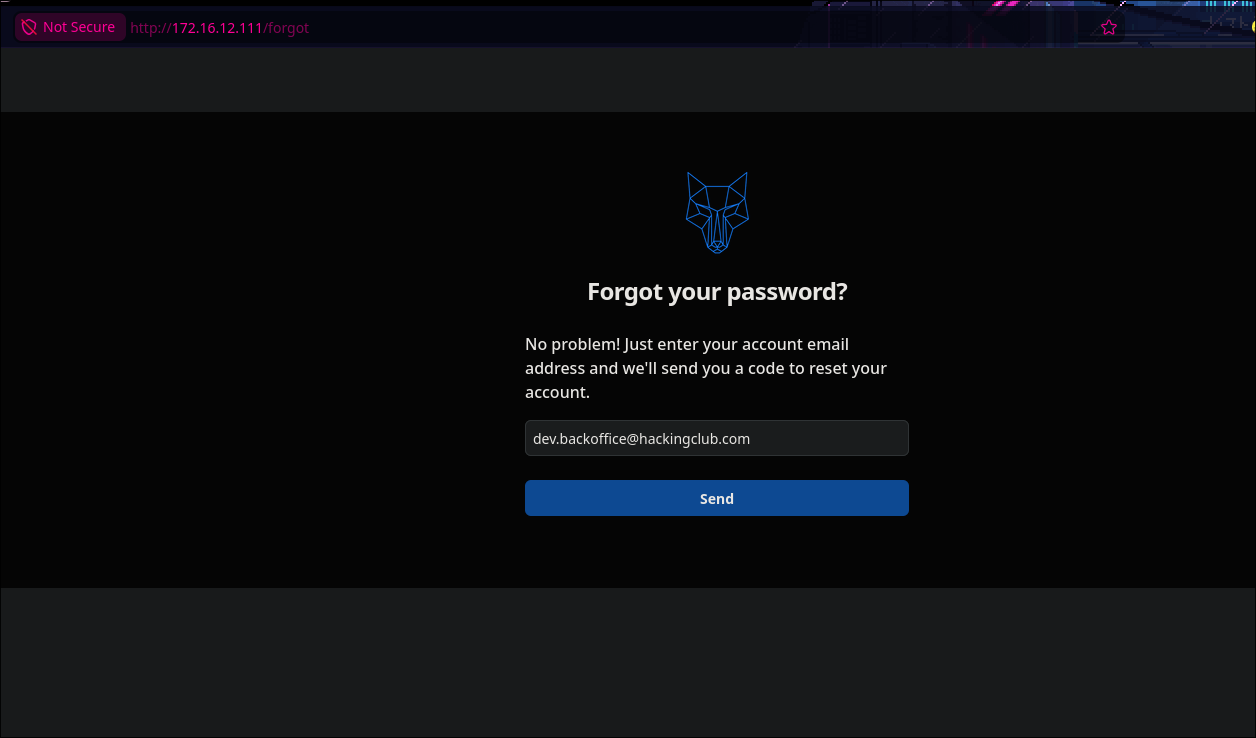 Not Secure
http://172.16.12.111/forgot
Forgot your password?
No problem! Just enter your account email
address and we'll send you a code to reset your
account.
dev.backoffice@hackingclub.com
Send